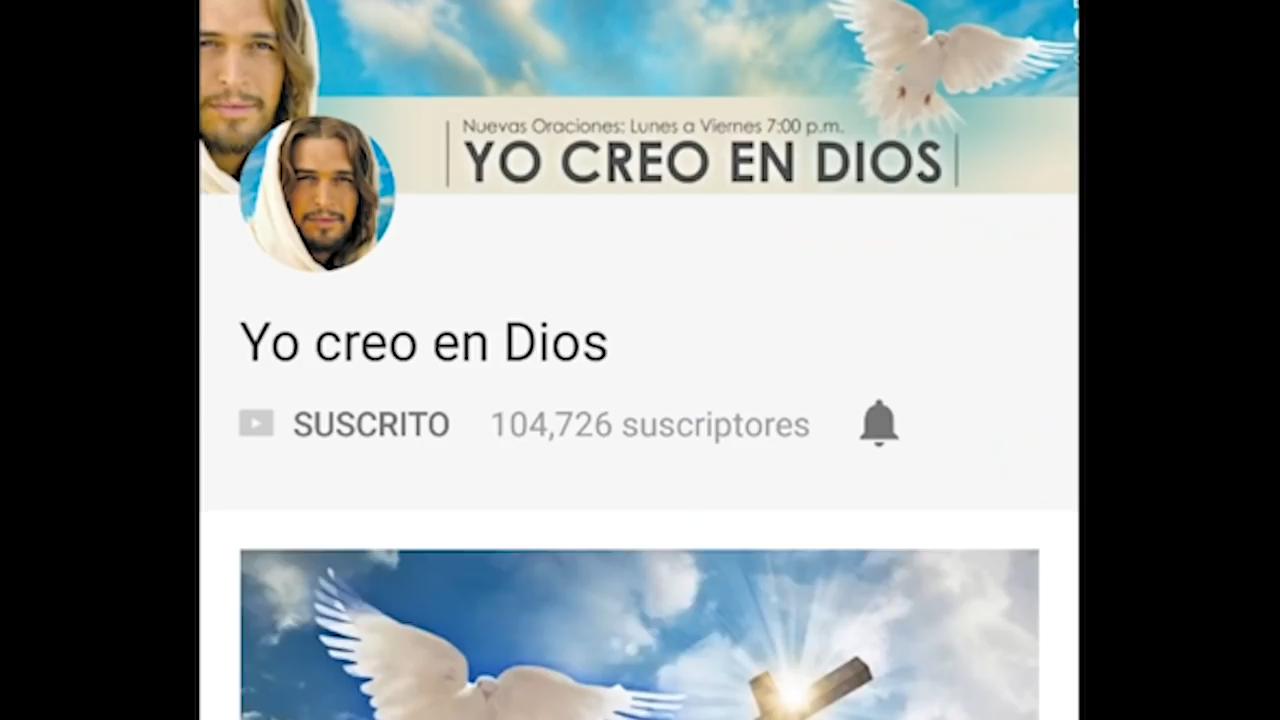 Nuevas Oraciones: Lunes a Viernes 7:00 p.m.
YO CREO EN DIOS
Yo creo en Dios
SUSCRITO 104,726 suscriptores